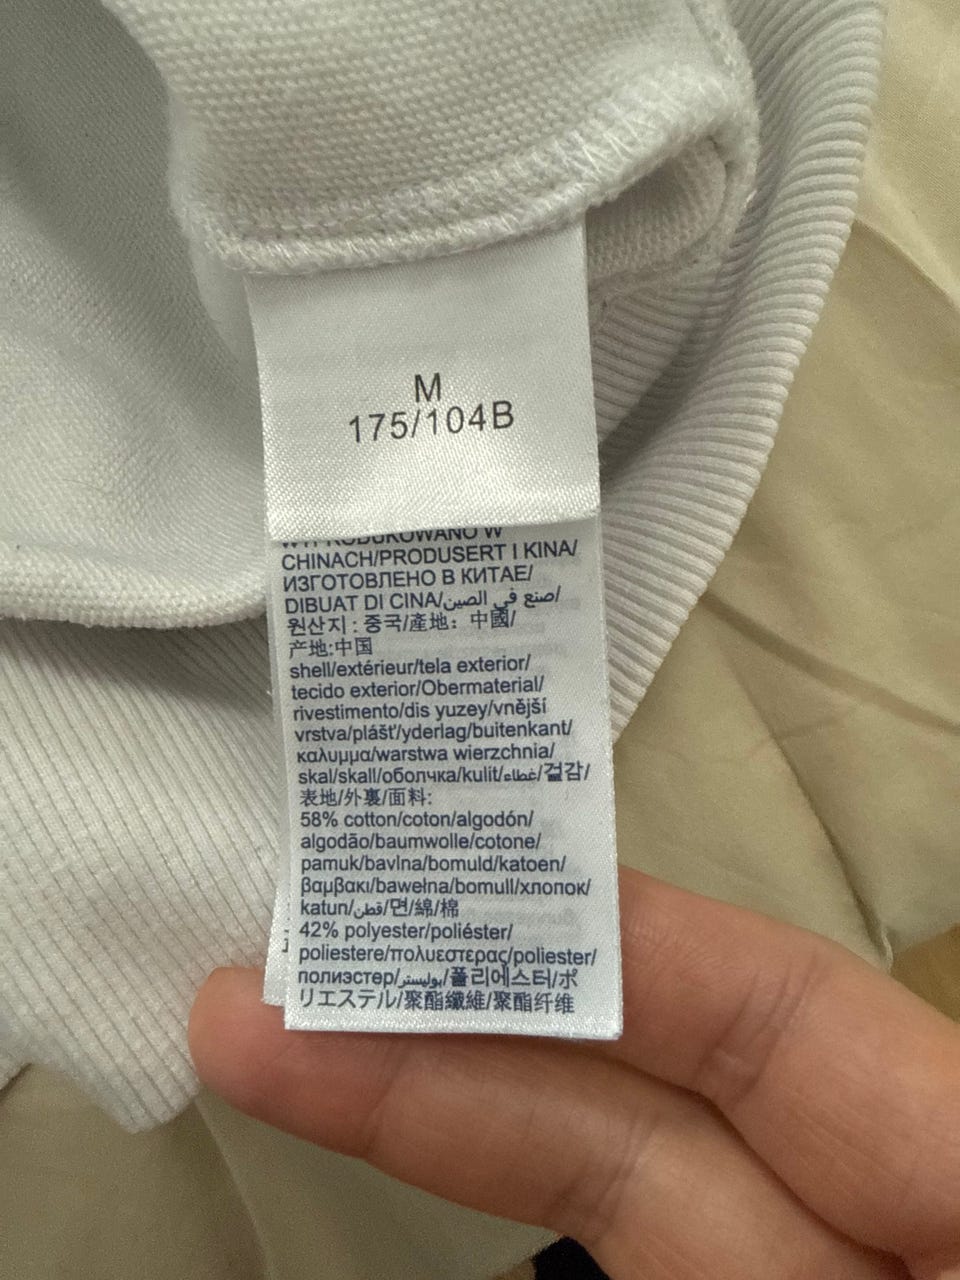 M
175/104B
WYPRODUKOWANO W
CHINACH/PRODUSERT I KINA/
ИЗГОТОВЛЕНО В КИТАЕ/
DIBUAT DI CINA/صنع في الصين/
원산지 : 중국/產地：中國/
产地:中国
shell/extérieur/tela exterior/
tecido exterior/Obermaterial/
rivestimento/dis yuzey/vnější
vrstva/plášť/yderlag/buitenkant/
καλυμμα/warstwa wierzchnia/
skal/skall/оболчка/kulit/غطاء/겉감/
表地/外裏/面料:
58% cotton/coton/algodón/
algodão/baumwolle/cotone/
pamuk/bavlna/bomuld/katoen/
βαμβακι/bawełna/bomull/хлопок/
katun/قطن/면/綿/棉
42% polyester/poliéster/
poliestere/πολυεστερας/poliester/
полиэстер/بوليستر/폴리에스터/ポ
リエステル/聚酯纖維/聚酯纤维